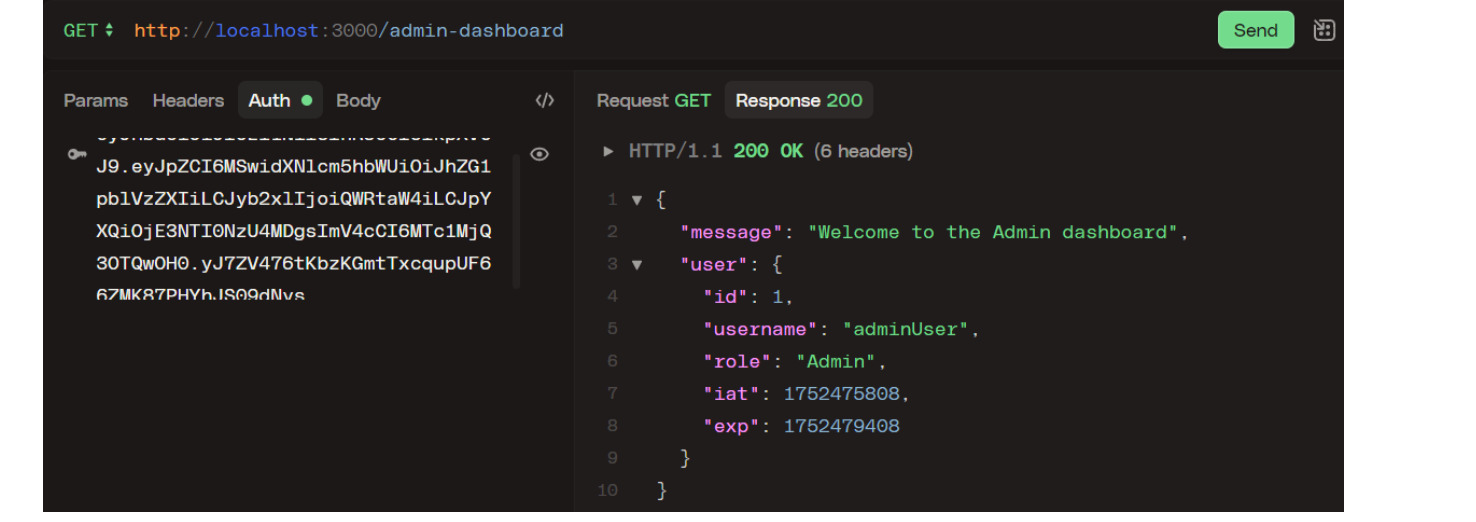 GET http://localhost:3000/admin-dashboard
Send
Params Headers Auth Body </>
J9.eyJpZCI6MSwidXNlcm5hbWUiOiJhZG1
pblVzZXIiLCJyb2xlIjoiQWRtaW4iLCJpY
XQiOjE3NTI0NzU4MDgsImV4cCI6MTc1MjQ
3OTQwOH0.yJ7ZV476tKbzKGmtTxcqupUF6
6ZMK87PHYhJS09dNvs
Request GET Response 200
HTTP/1.1 200 OK (6 headers)
1 {
2 "message": "Welcome to the Admin dashboard",
3 "user": {
4 "id": 1,
5 "username": "adminUser",
6 "role": "Admin",
7 "iat": 1752475808,
8 "exp": 1752479408
9 }
10 }